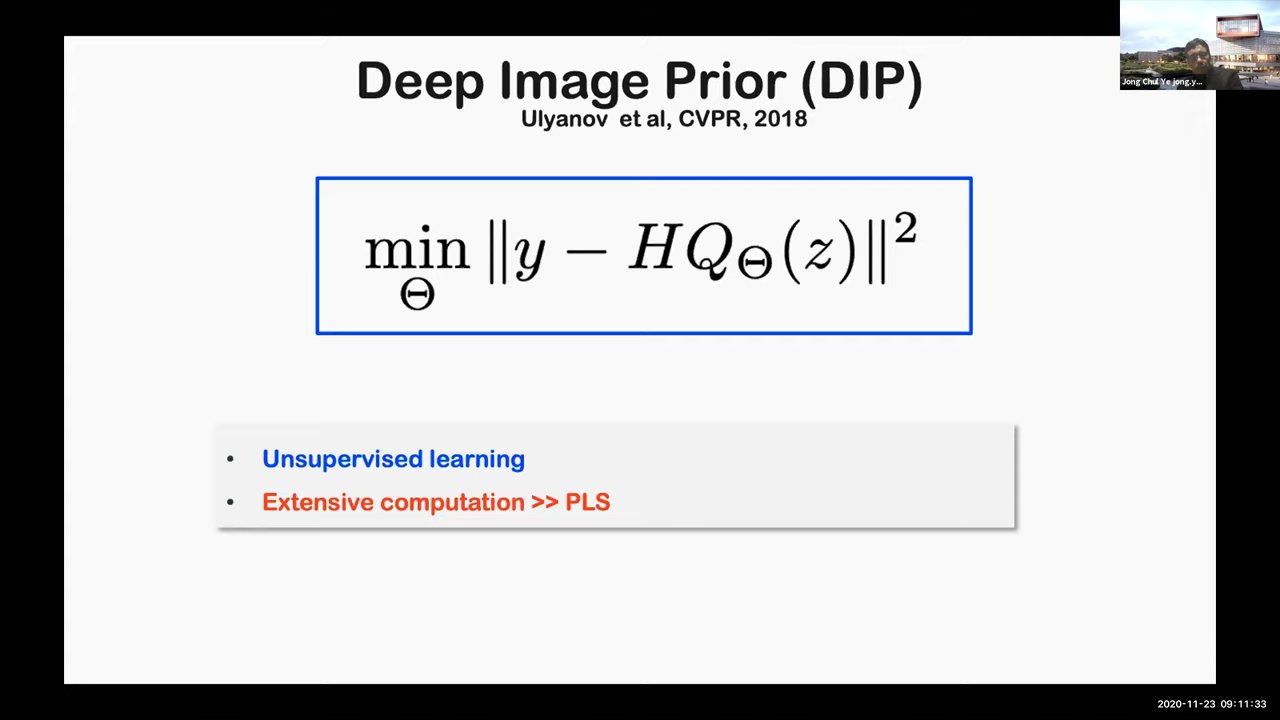 Deep Image Prior (DIP)
Ulyanov et al, CVPR, 2018
min_Θ ‖y − HQ_Θ(z)‖²
• Unsupervised learning
• Extensive computation >> PLS
Jong Chul Ye jong.y...
2020-11-23 09:11:33